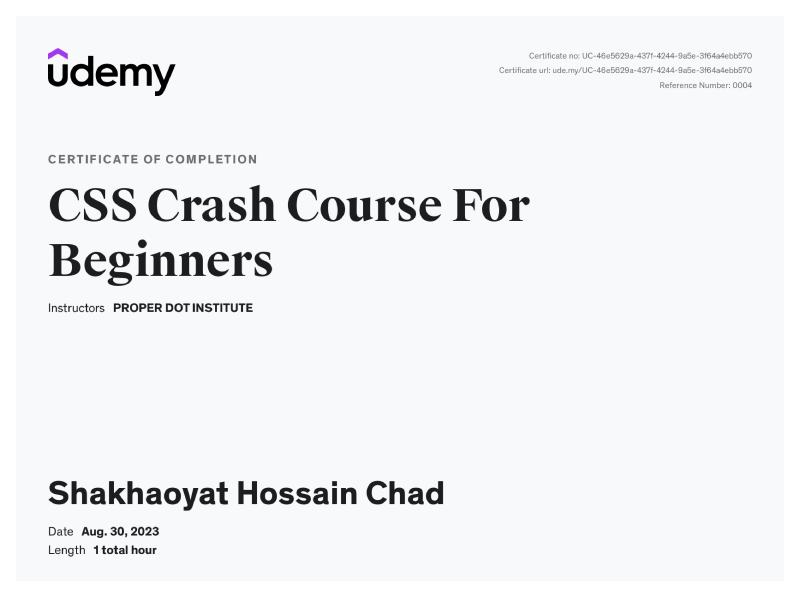 udemy
Certificate no: UC-46e5629a-437f-4244-9a5e-3f64a4ebb570
Certificate url: ude.my/UC-46e5629a-437f-4244-9a5e-3f64a4ebb570
Reference Number: 0004
CERTIFICATE OF COMPLETION
CSS Crash Course For
Beginners
Instructors PROPER DOT INSTITUTE
Shakhaoyat Hossain Chad
Date Aug. 30, 2023
Length 1 total hour